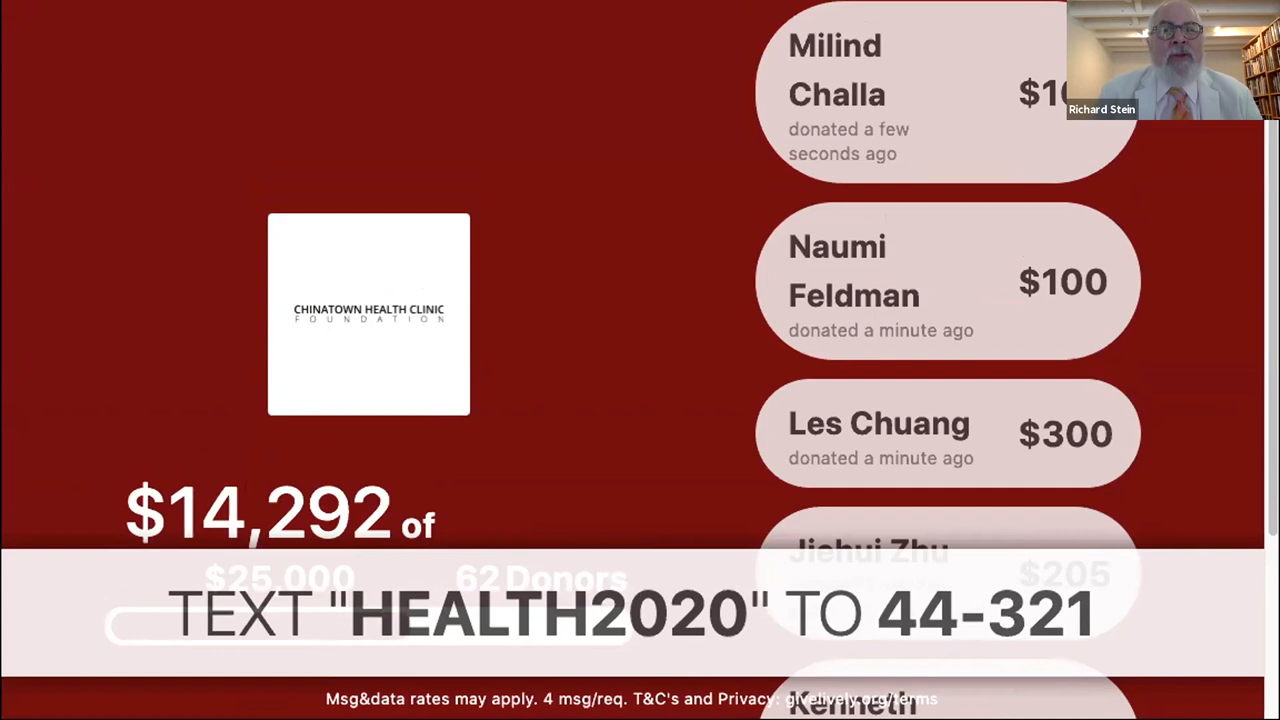 Milind
Challa
donated a few
seconds ago
Richard Stein
Naumi
Feldman
$100
donated a minute ago
CHINATOWN HEALTH CLINIC
FOUNDATION
Les Chuang
$300
donated a minute ago
$14,292 of
$25,000
62 Donors
Jiehui Zhu
$205
TEXT "HEALTH2020" TO 44-321
Kenneth
Msg&data rates may apply. 4 msg/req. T&C's and Privacy: givelively.org/terms